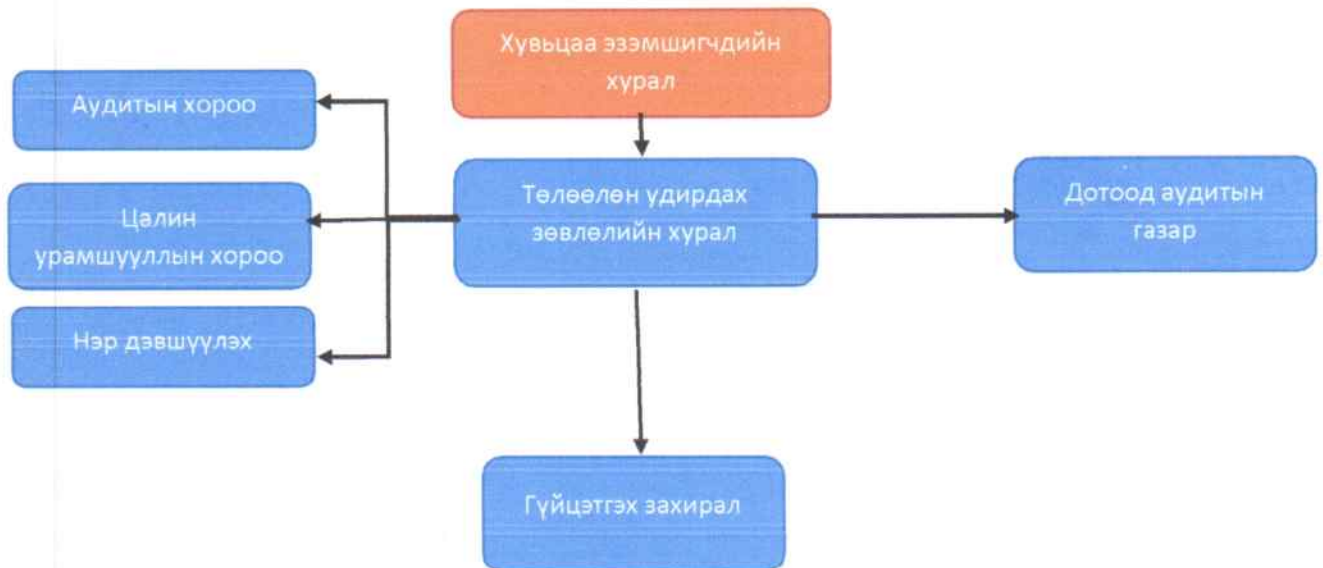 Хувьцаа эзэмшигчдийн
хурал
Аудитын хороо
Төлөөлөн удирдах
зөвлөлийн хурал
Дотоод аудитын
газар
Цалин
урамшууллын хороо
Нэр дэвшүүлэх
Гүйцэтгэх захирал